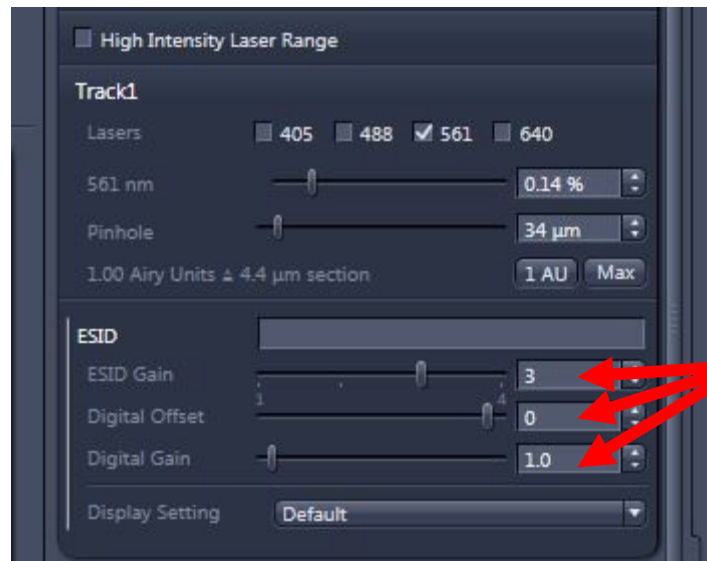 High Intensity Laser Range
Track1
Lasers 405 488 561 640
561 nm 0.14 %
Pinhole 34 µm
1.00 Airy Units ≙ 4.4 µm section 1 AU Max
ESID
ESID Gain 3
1 4
Digital Offset 0
Digital Gain 1.0
Display Setting Default